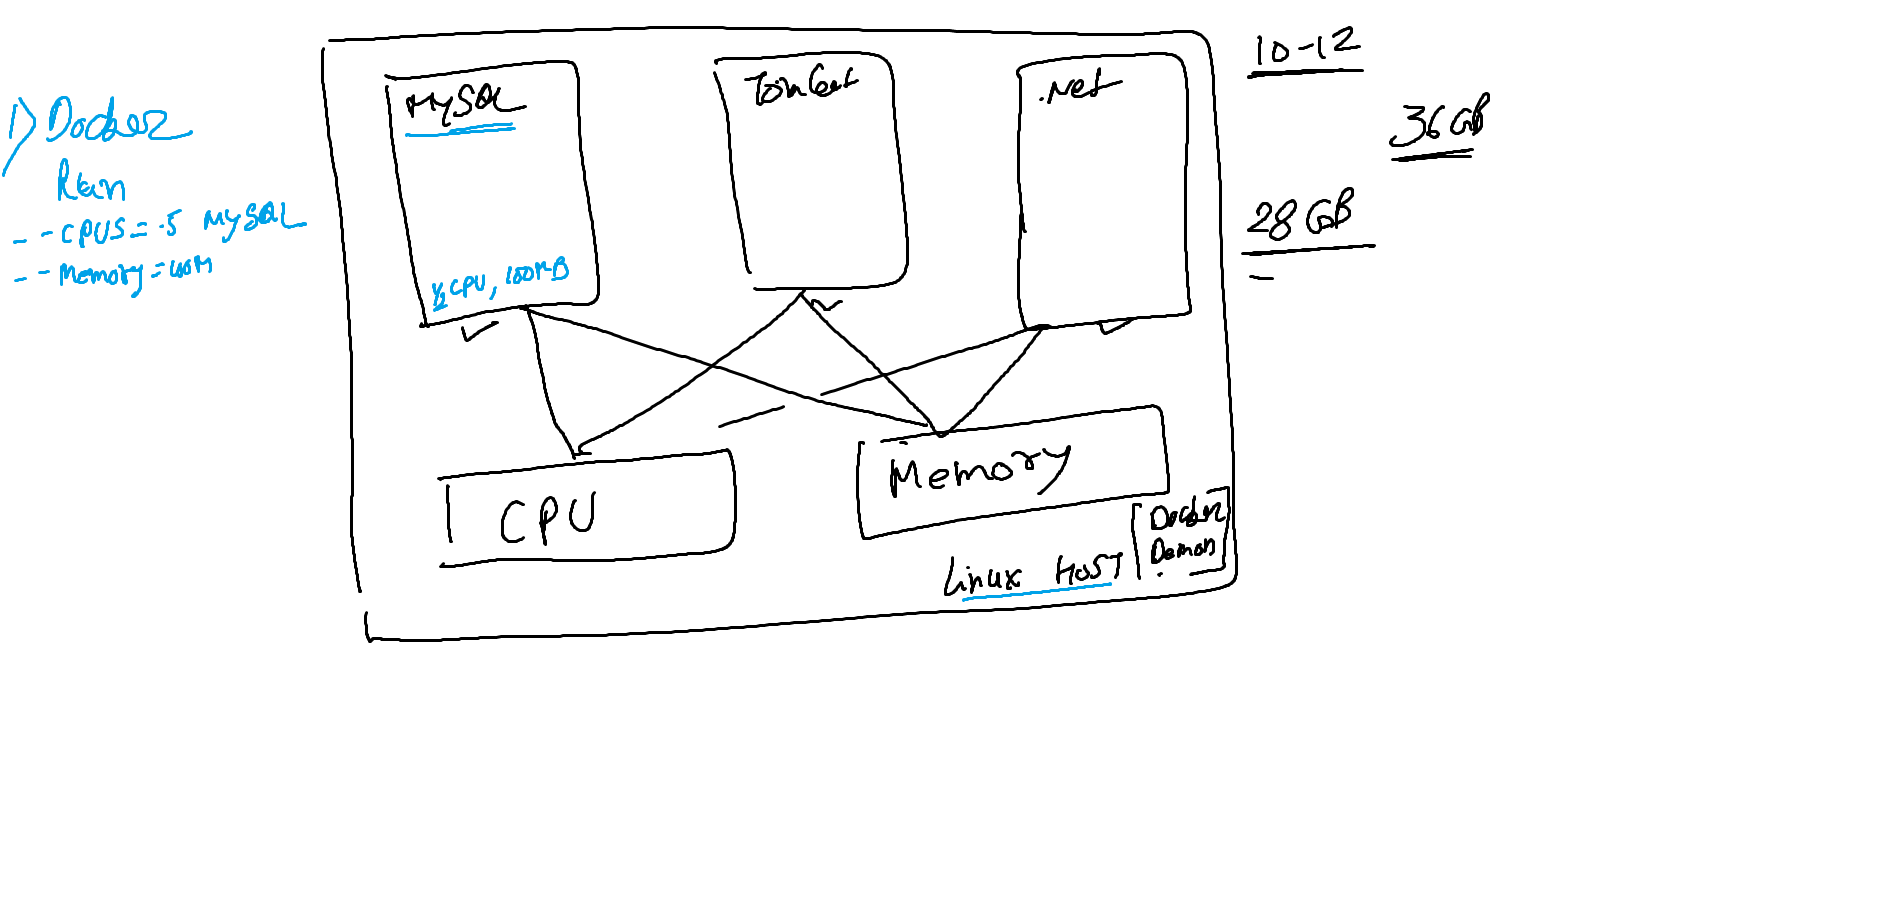 1) Docker
Run
--CPUS=.5 MySQL
--Memory=100M
MySQL
½ CPU, 100MB
Tomcat
.Net
10-12
36GB
28GB
CPU
Memory
Linux HOST
Docker
Demon